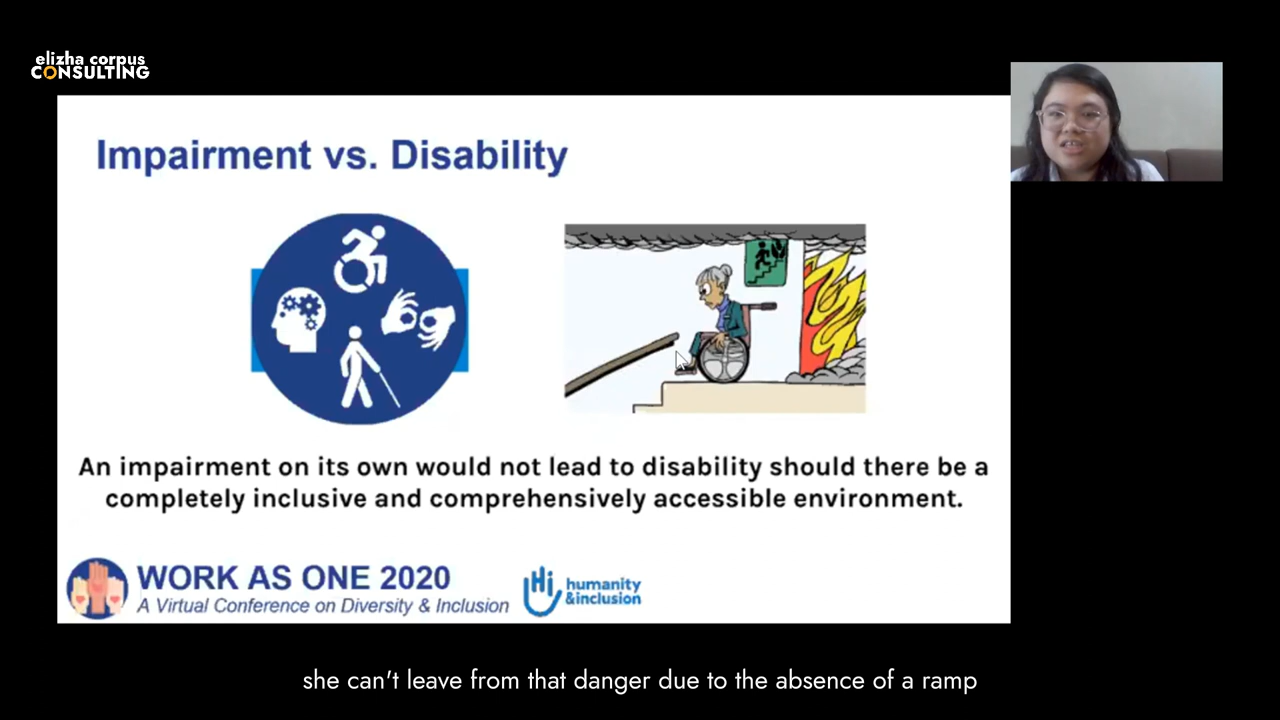 elizha corpus
CONSULTING
Impairment vs. Disability
An impairment on its own would not lead to disability should there be a
completely inclusive and comprehensively accessible environment.
WORK AS ONE 2020
A Virtual Conference on Diversity & Inclusion
Hi
humanity
&inclusion
she can't leave from that danger due to the absence of a ramp